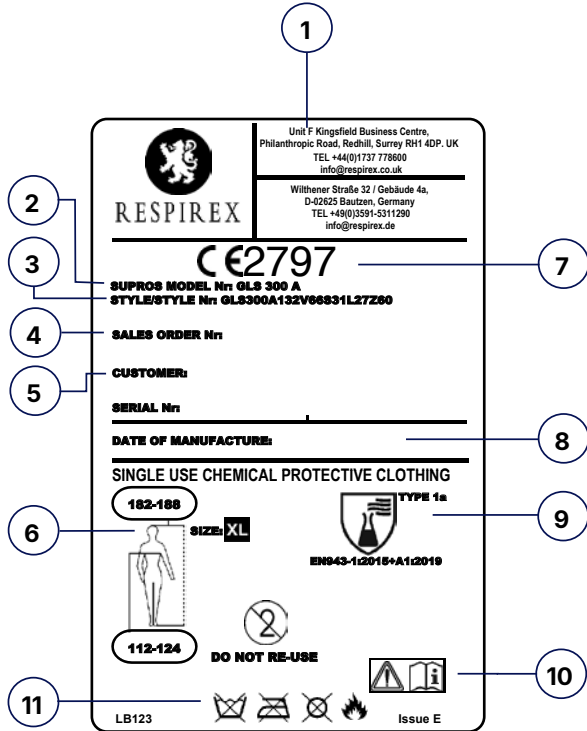 1
Unit F Kingsfield Business Centre,
Philanthropic Road, Redhill, Surrey RH1 4DP. UK
TEL +44(0)1737 778600
info@respirex.co.uk
RESPIREX
Wilthener Straße 32 / Gebäude 4a,
D-02625 Bautzen, Germany
TEL +49(0)3591-5311290
info@respirex.de
2
CE2797
7
3
SUPROS MODEL Nr: GLS 300 A
STYLE/STYLE Nr: GLS300A132V66S31L27Z60
4
SALES ORDER Nr:
5
CUSTOMER:
SERIAL Nr:
DATE OF MANUFACTURE:
8
SINGLE USE CHEMICAL PROTECTIVE CLOTHING
182-188
TYPE 1a
6
SIZE: XL
9
EN943-1:2015+A1:2019
2
112-124
DO NOT RE-USE
i
10
11
LB123
Issue E